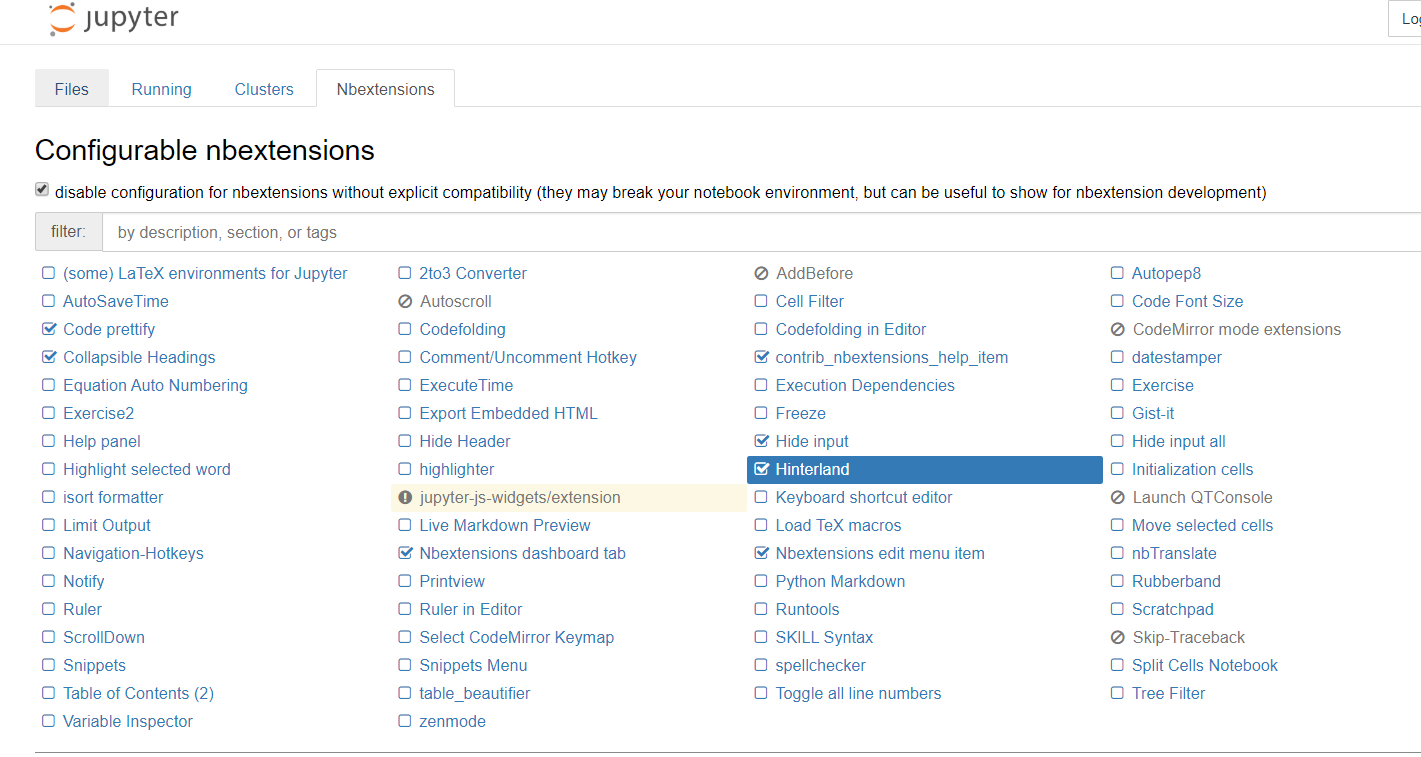 jupyter
Files Running Clusters Nbextensions
Configurable nbextensions
disable configuration for nbextensions without explicit compatibility (they may break your notebook environment, but can be useful to show for nbextension development)
filter: by description, section, or tags
(some) LaTeX environments for Jupyter 2to3 Converter AddBefore Autopep8
AutoSaveTime Autoscroll Cell Filter Code Font Size
Code prettify Codefolding Codefolding in Editor CodeMirror mode extensions
Collapsible Headings Comment/Uncomment Hotkey contrib_nbextensions_help_item datestamper
Equation Auto Numbering ExecuteTime Execution Dependencies Exercise
Exercise2 Export Embedded HTML Freeze Gist-it
Help panel Hide Header Hide input Hide input all
Highlight selected word highlighter Hinterland Initialization cells
isort formatter jupyter-js-widgets/extension Keyboard shortcut editor Launch QTConsole
Limit Output Live Markdown Preview Load TeX macros Move selected cells
Navigation-Hotkeys Nbextensions dashboard tab Nbextensions edit menu item nbTranslate
Notify Printview Python Markdown Rubberband
Ruler Ruler in Editor Runtools Scratchpad
ScrollDown Select CodeMirror Keymap SKILL Syntax Skip-Traceback
Snippets Snippets Menu spellchecker Split Cells Notebook
Table of Contents (2) table_beautifier Toggle all line numbers Tree Filter
Variable Inspector zenmode